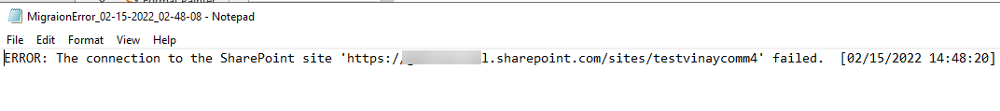 MigraionError_02-15-2022_02-48-08 - Notepad
File Edit Format View Help
ERROR: The connection to the SharePoint site 'https:/ l.sharepoint.com/sites/testvinaycomm4' failed. [02/15/2022 14:48:20]